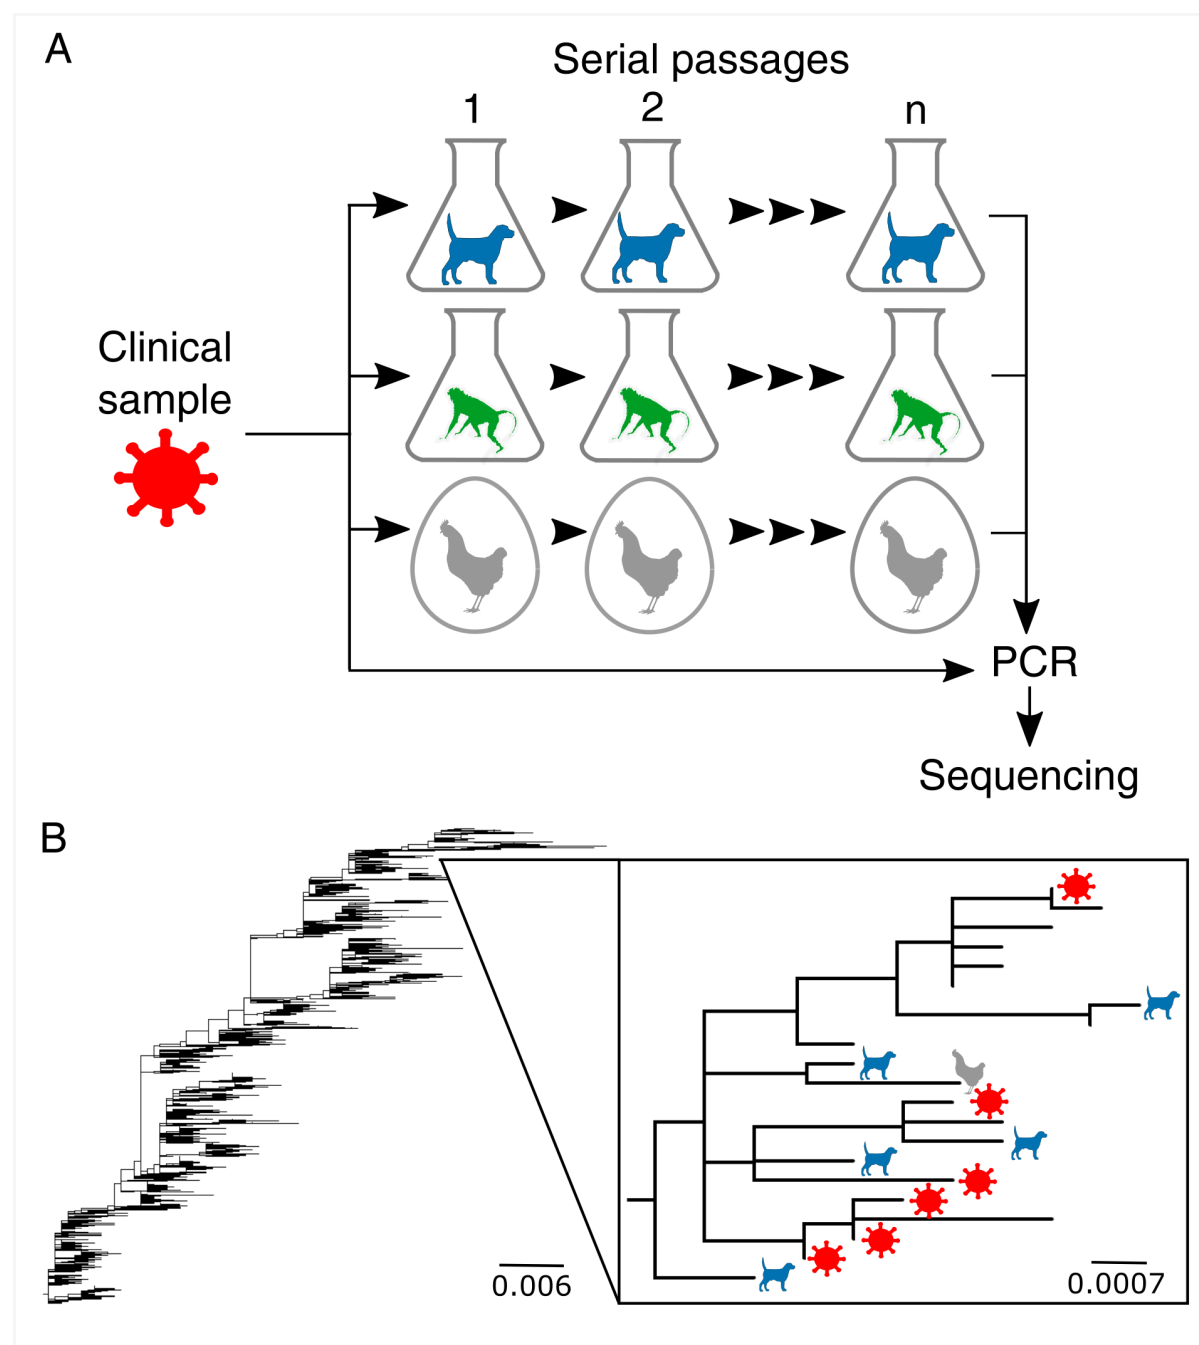 A
Serial passages
1 2 n
Clinical
sample
PCR
Sequencing
B
0.006
0.0007